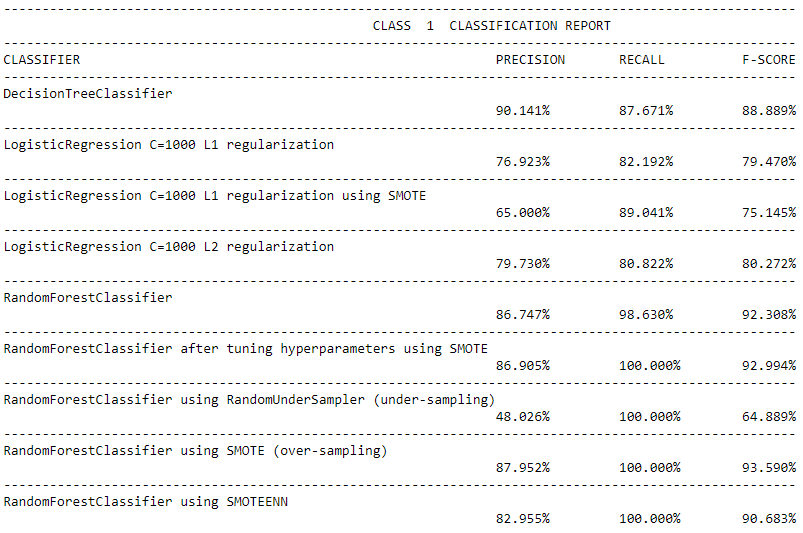 CLASS 1 CLASSIFICATION REPORT
CLASSIFIER PRECISION RECALL F-SCORE
DecisionTreeClassifier
90.141% 87.671% 88.889%
LogisticRegression C=1000 L1 regularization
76.923% 82.192% 79.470%
LogisticRegression C=1000 L1 regularization using SMOTE
65.000% 89.041% 75.145%
LogisticRegression C=1000 L2 regularization
79.730% 80.822% 80.272%
RandomForestClassifier
86.747% 98.630% 92.308%
RandomForestClassifier after tuning hyperparameters using SMOTE
86.905% 100.000% 92.994%
RandomForestClassifier using RandomUnderSampler (under-sampling)
48.026% 100.000% 64.889%
RandomForestClassifier using SMOTE (over-sampling)
87.952% 100.000% 93.590%
RandomForestClassifier using SMOTEENN
82.955% 100.000% 90.683%